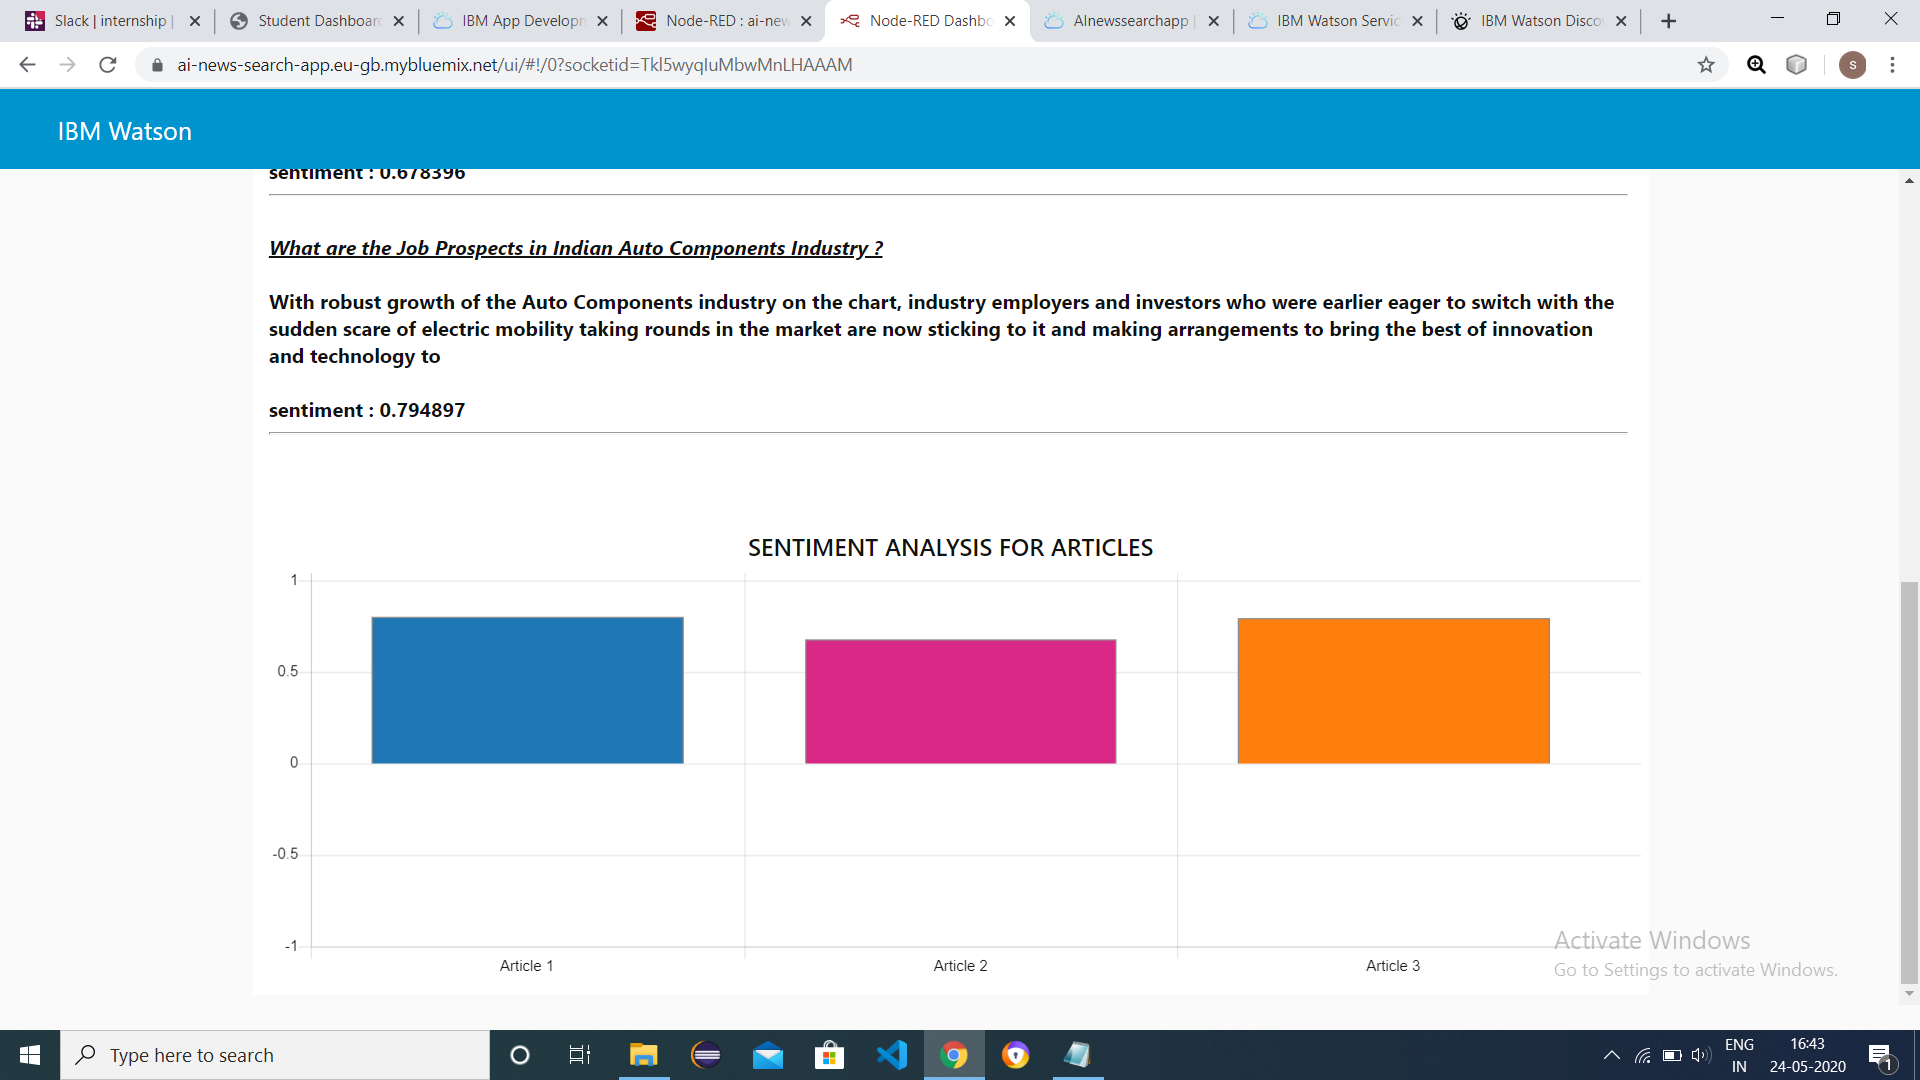 Slack | internship |
Student Dashboar
IBM App Developm
Node-RED : ai-new
Node-RED Dashbo
AInewssearchapp |
IBM Watson Servic
IBM Watson Disco
ai-news-search-app.eu-gb.mybluemix.net/ui/#!/0?socketid=Tkl5wyqIuMbwMnLHAAAM
S
IBM Watson
sentiment : 0.678396
What are the Job Prospects in Indian Auto Components Industry ?
With robust growth of the Auto Components industry on the chart, industry employers and investors who were earlier eager to switch with the
sudden scare of electric mobility taking rounds in the market are now sticking to it and making arrangements to bring the best of innovation
and technology to
sentiment : 0.794897
SENTIMENT ANALYSIS FOR ARTICLES
1
0.5
0
-0.5
-1
Article 1
Article 2
Article 3
Activate Windows
Go to Settings to activate Windows.
Type here to search
ENG
IN
16:43
24-05-2020
1